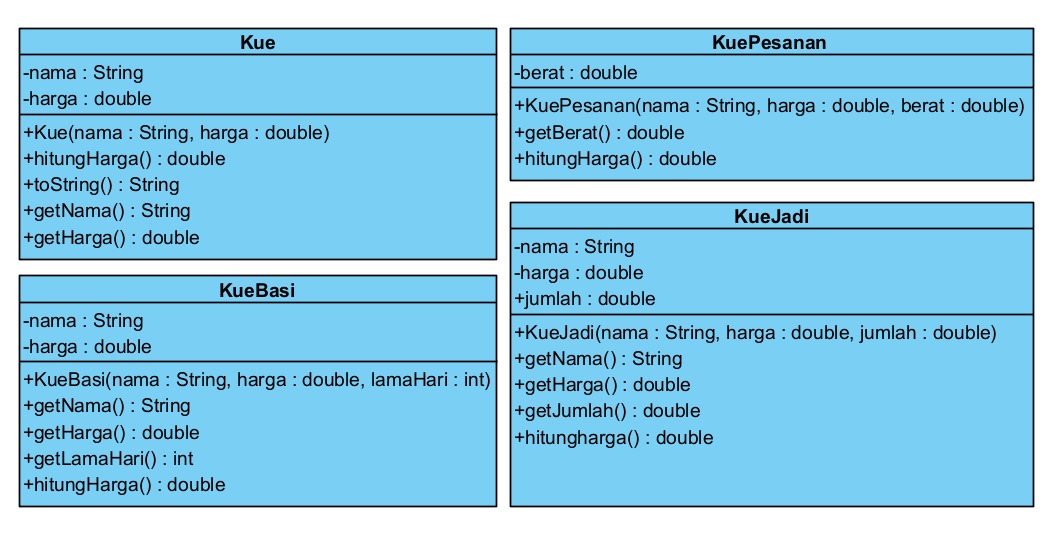 Kue
-nama : String
-harga : double
+Kue(nama : String, harga : double)
+hitungHarga() : double
+toString() : String
+getNama() : String
+getHarga() : double
KueBasi
-nama : String
-harga : double
+KueBasi(nama : String, harga : double, lamaHari : int)
+getNama() : String
+getHarga() : double
+getLamaHari() : int
+hitungHarga() : double
KuePesanan
-berat : double
+KuePesanan(nama : String, harga : double, berat : double)
+getBerat() : double
+hitungHarga() : double
KueJadi
-nama : String
-harga : double
+jumlah : double
+KueJadi(nama : String, harga : double, jumlah : double)
+getNama() : String
+getHarga() : double
+getJumlah() : double
+hitungharga() : double